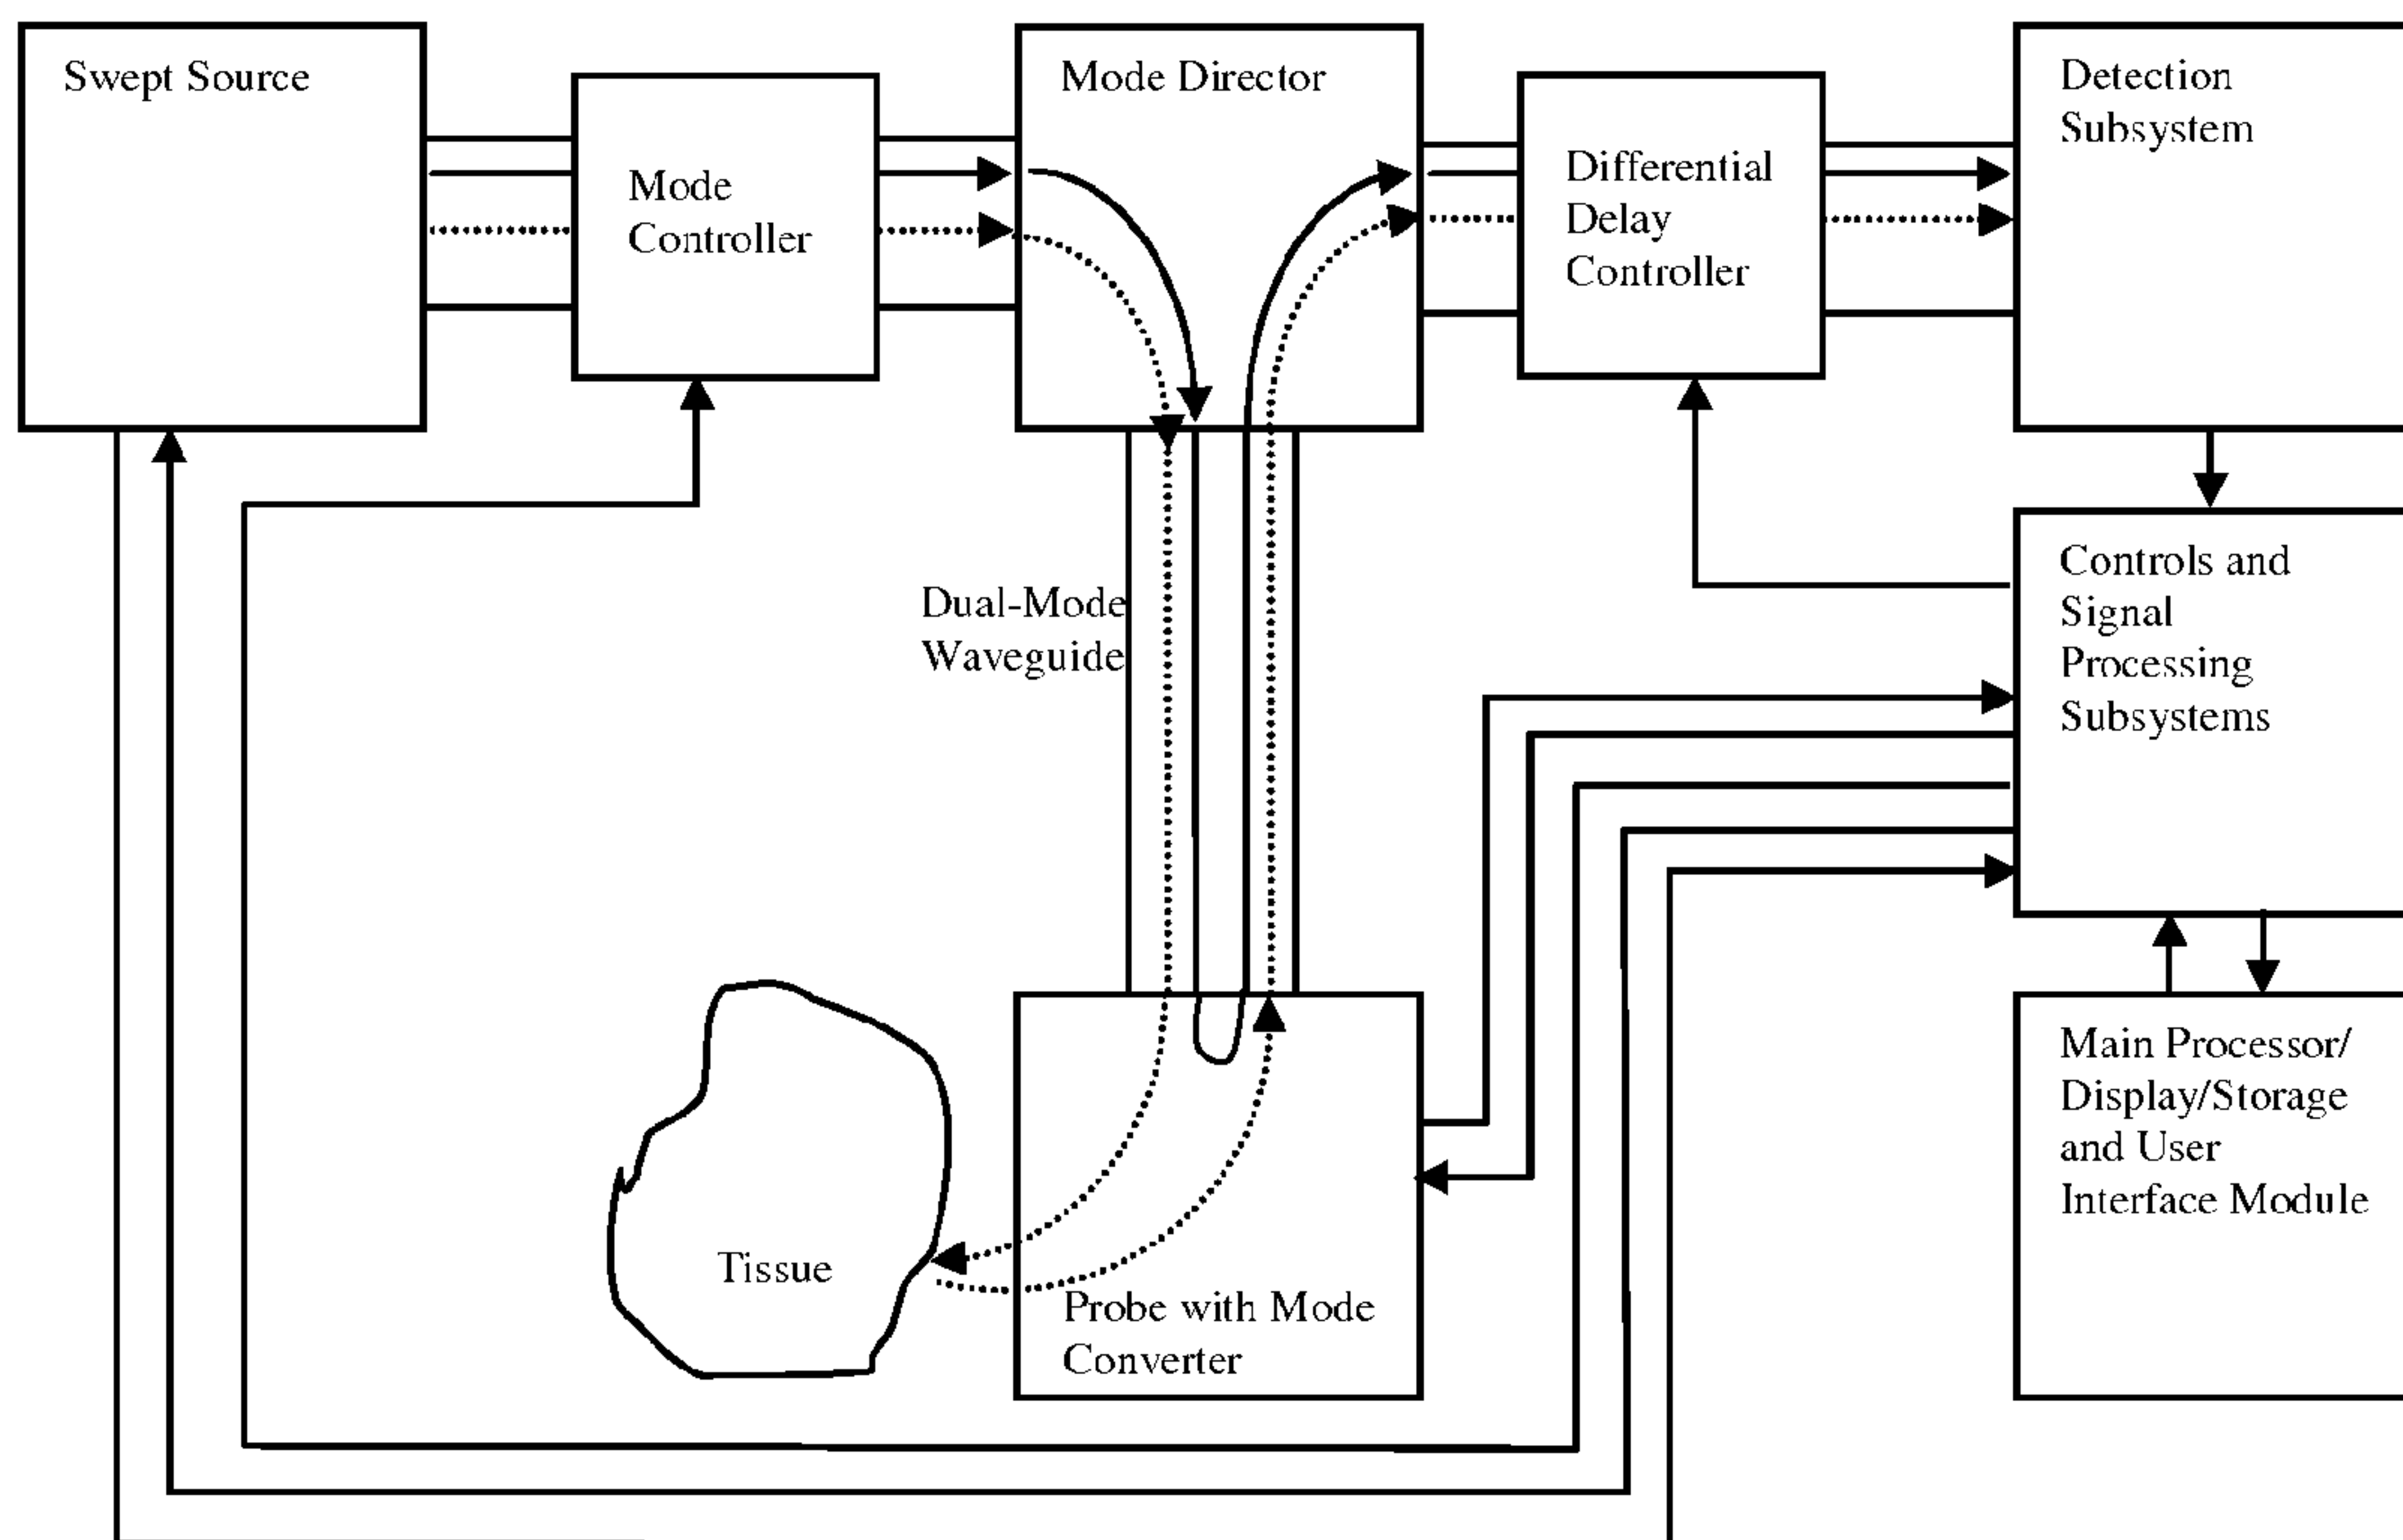 Swept Source
Mode
Controller
Mode Director
Differential
Delay
Controller
Detection
Subsystem
Dual-Mode
Waveguide
Controls and
Signal
Processing
Subsystems
Tissue
Probe with Mode
Converter
Main Processor/
Display/Storage
and User
Interface Module